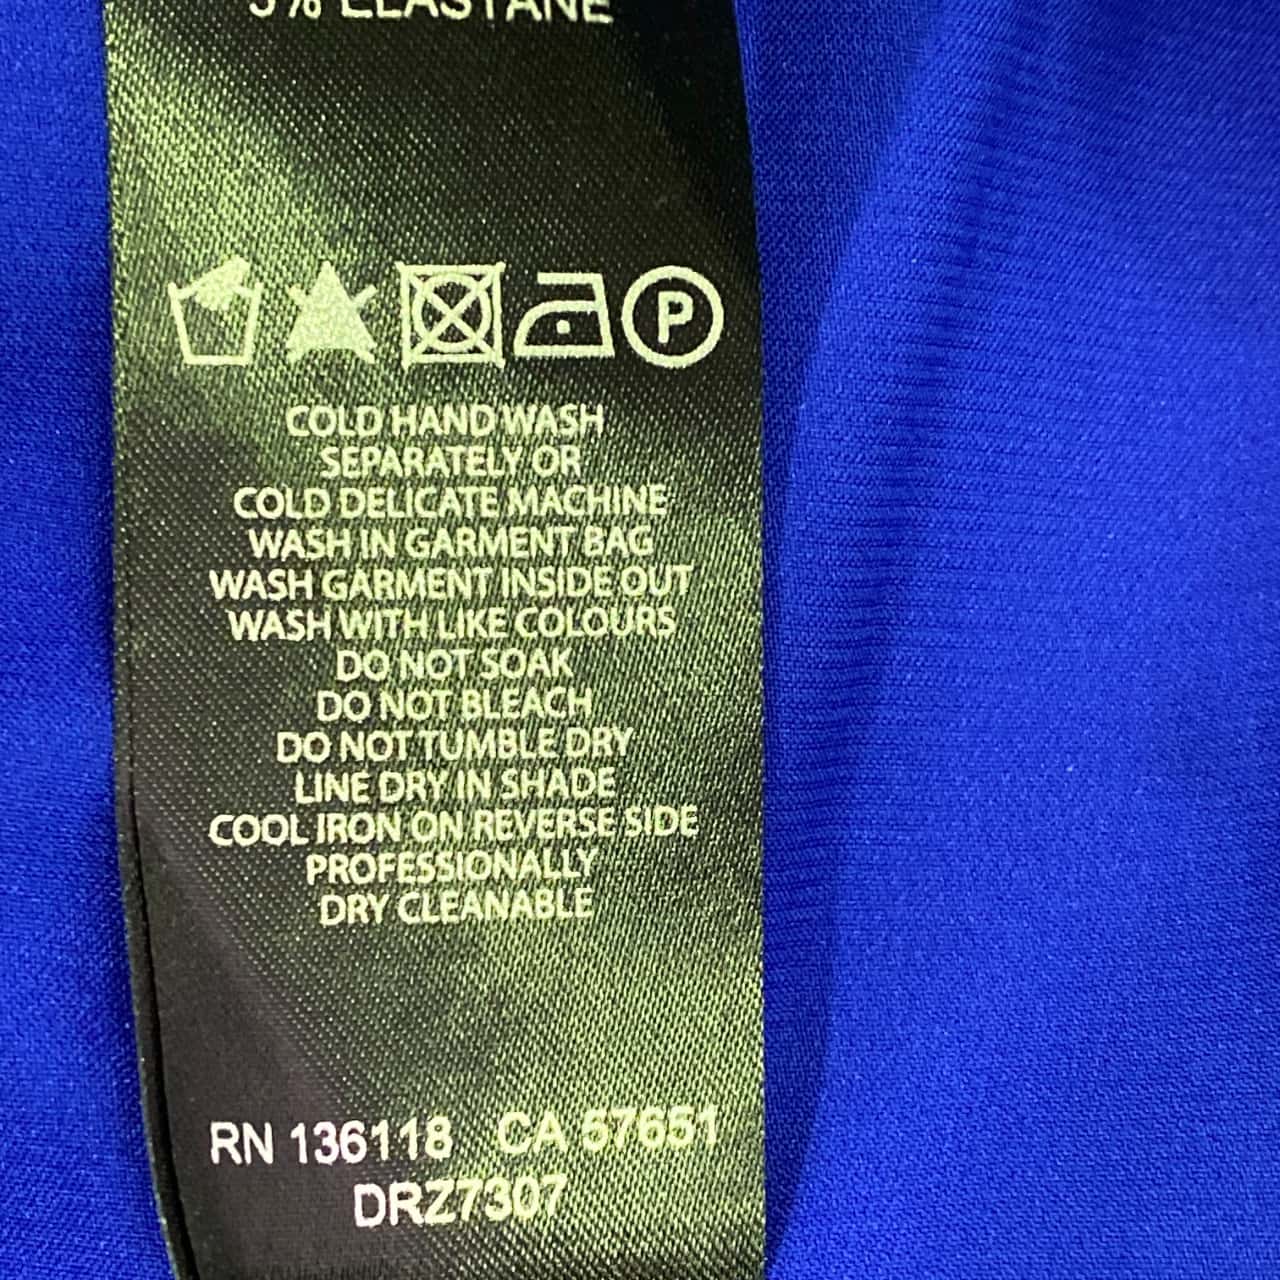 5% ELASTANE
P
COLD HAND WASH
SEPARATELY OR
COLD DELICATE MACHINE
WASH IN GARMENT BAG
WASH GARMENT INSIDE OUT
WASH WITH LIKE COLOURS
DO NOT SOAK
DO NOT BLEACH
DO NOT TUMBLE DRY
LINE DRY IN SHADE
COOL IRON ON REVERSE SIDE
PROFESSIONALLY
DRY CLEANABLE
RN 136118 CA 57651
DRZ7307